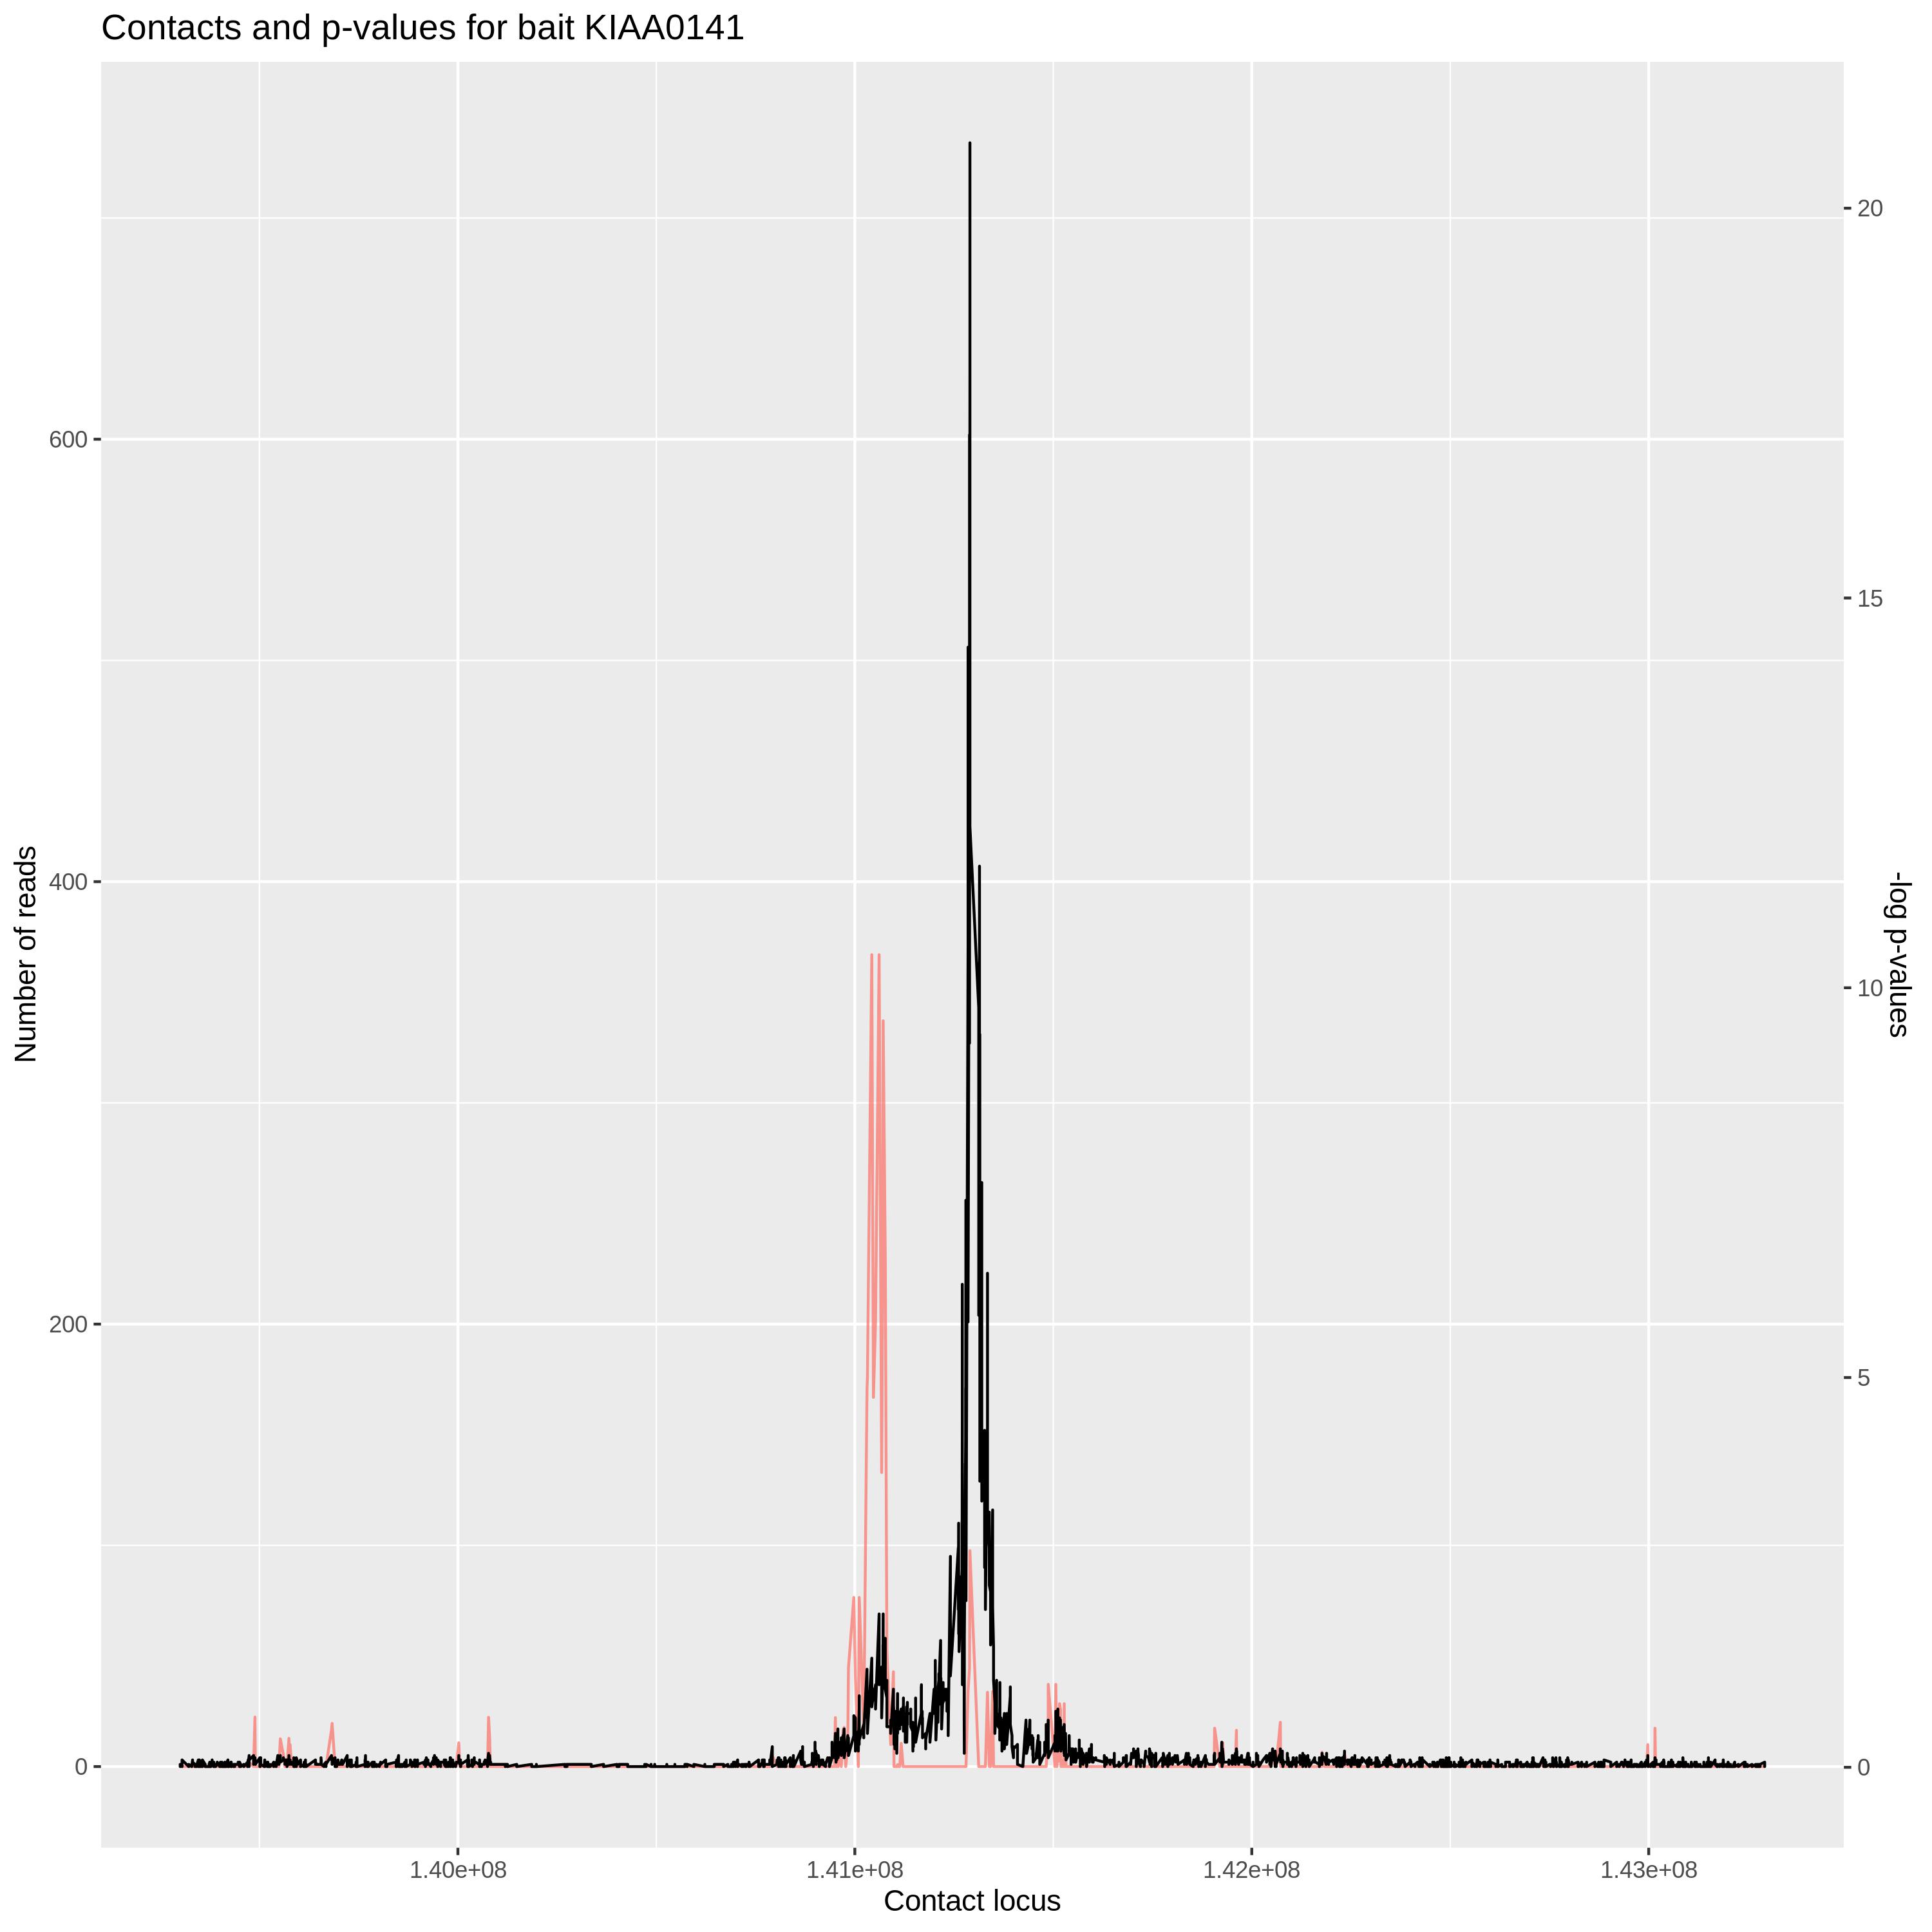 Contacts and p-values for bait KIAA0141
Number of reads
600
400
200
0
20
15
10
5
0
-log p-values
1.40e+08
1.41e+08
1.42e+08
1.43e+08
Contact locus